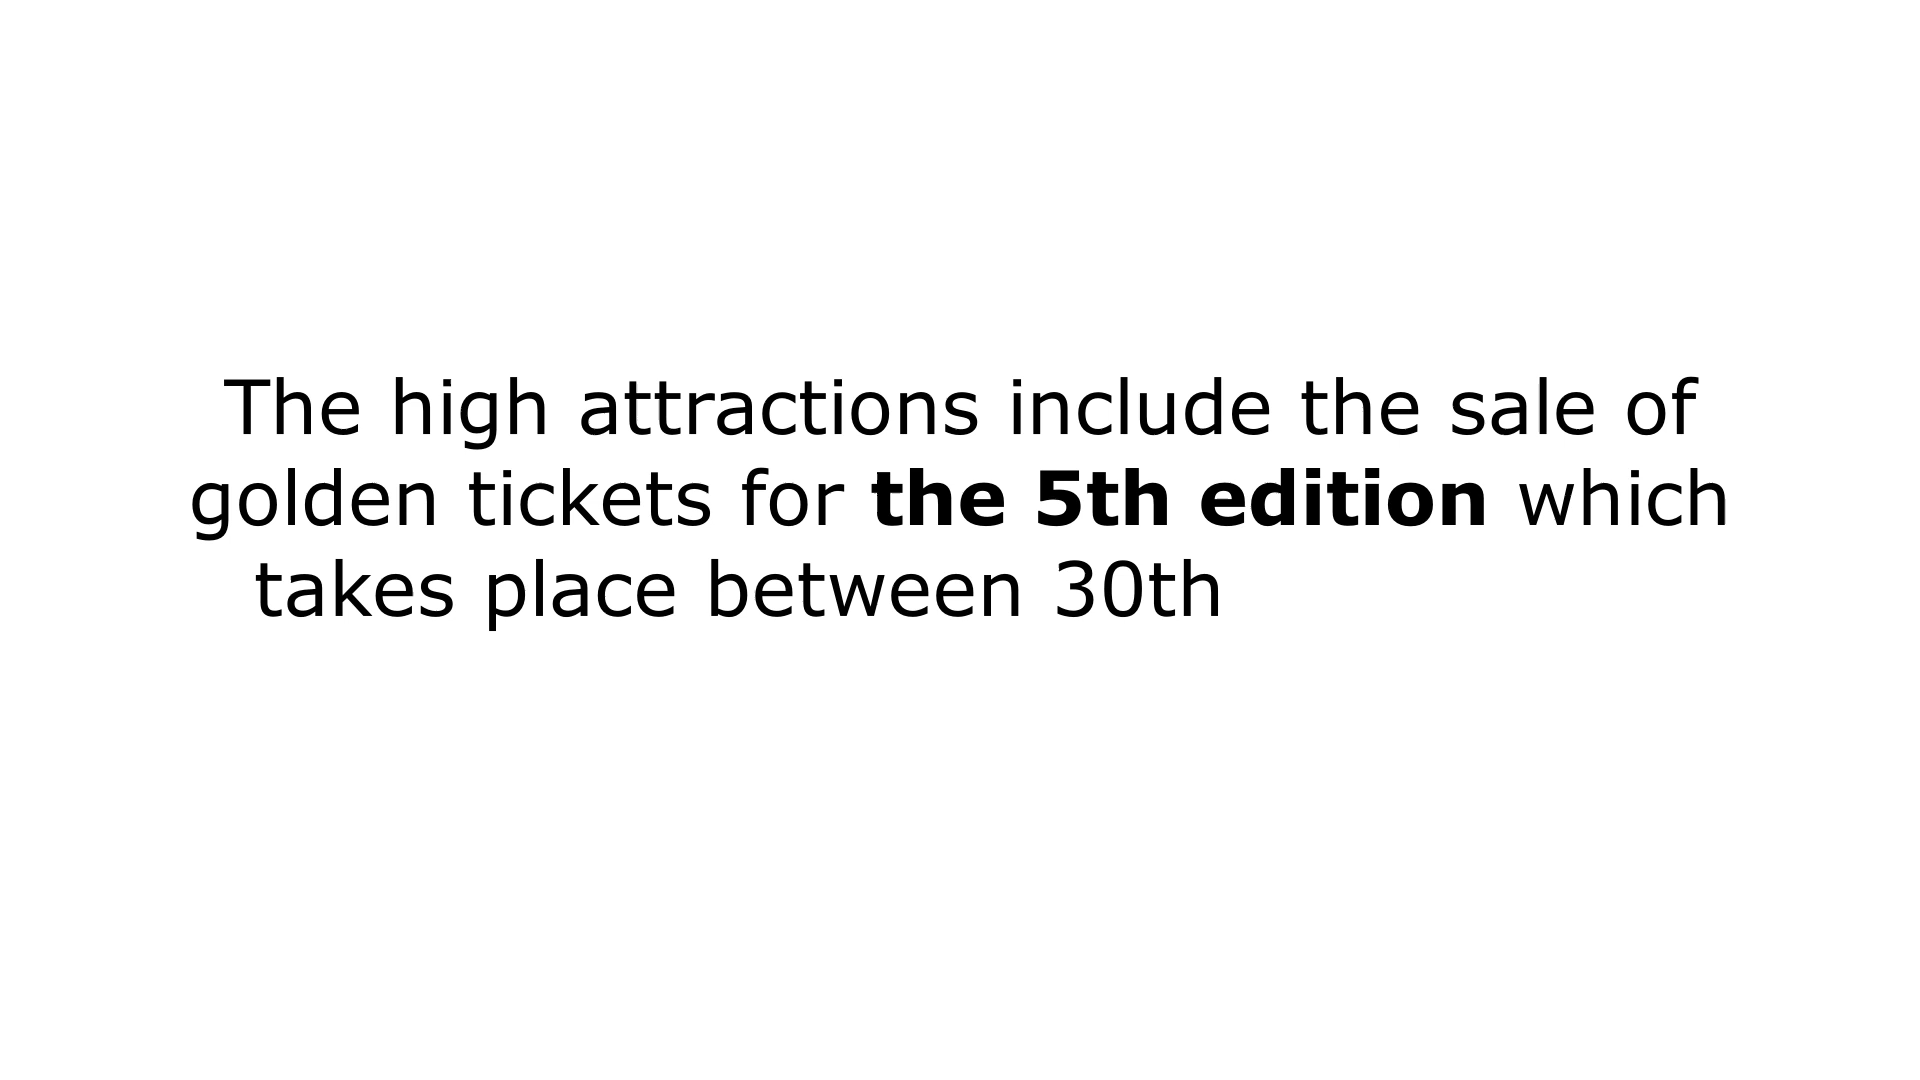 The high attractions include the sale of
golden tickets for the 5th edition which
takes place between 30th